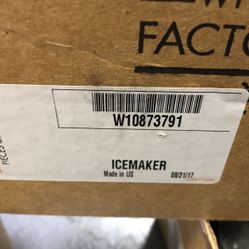 FACTO
W10873791
ICEMAKER
Made in US
08/21/17